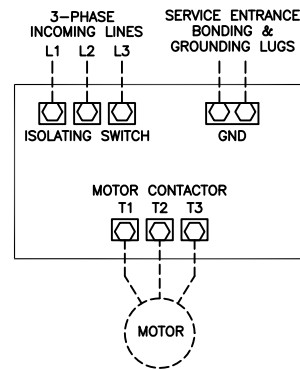 3-PHASE
INCOMING LINES
L1 L2 L3
SERVICE ENTRANCE
BONDING &
GROUNDING LUGS
ISOLATING SWITCH
GND
MOTOR CONTACTOR
T1 T2 T3
MOTOR